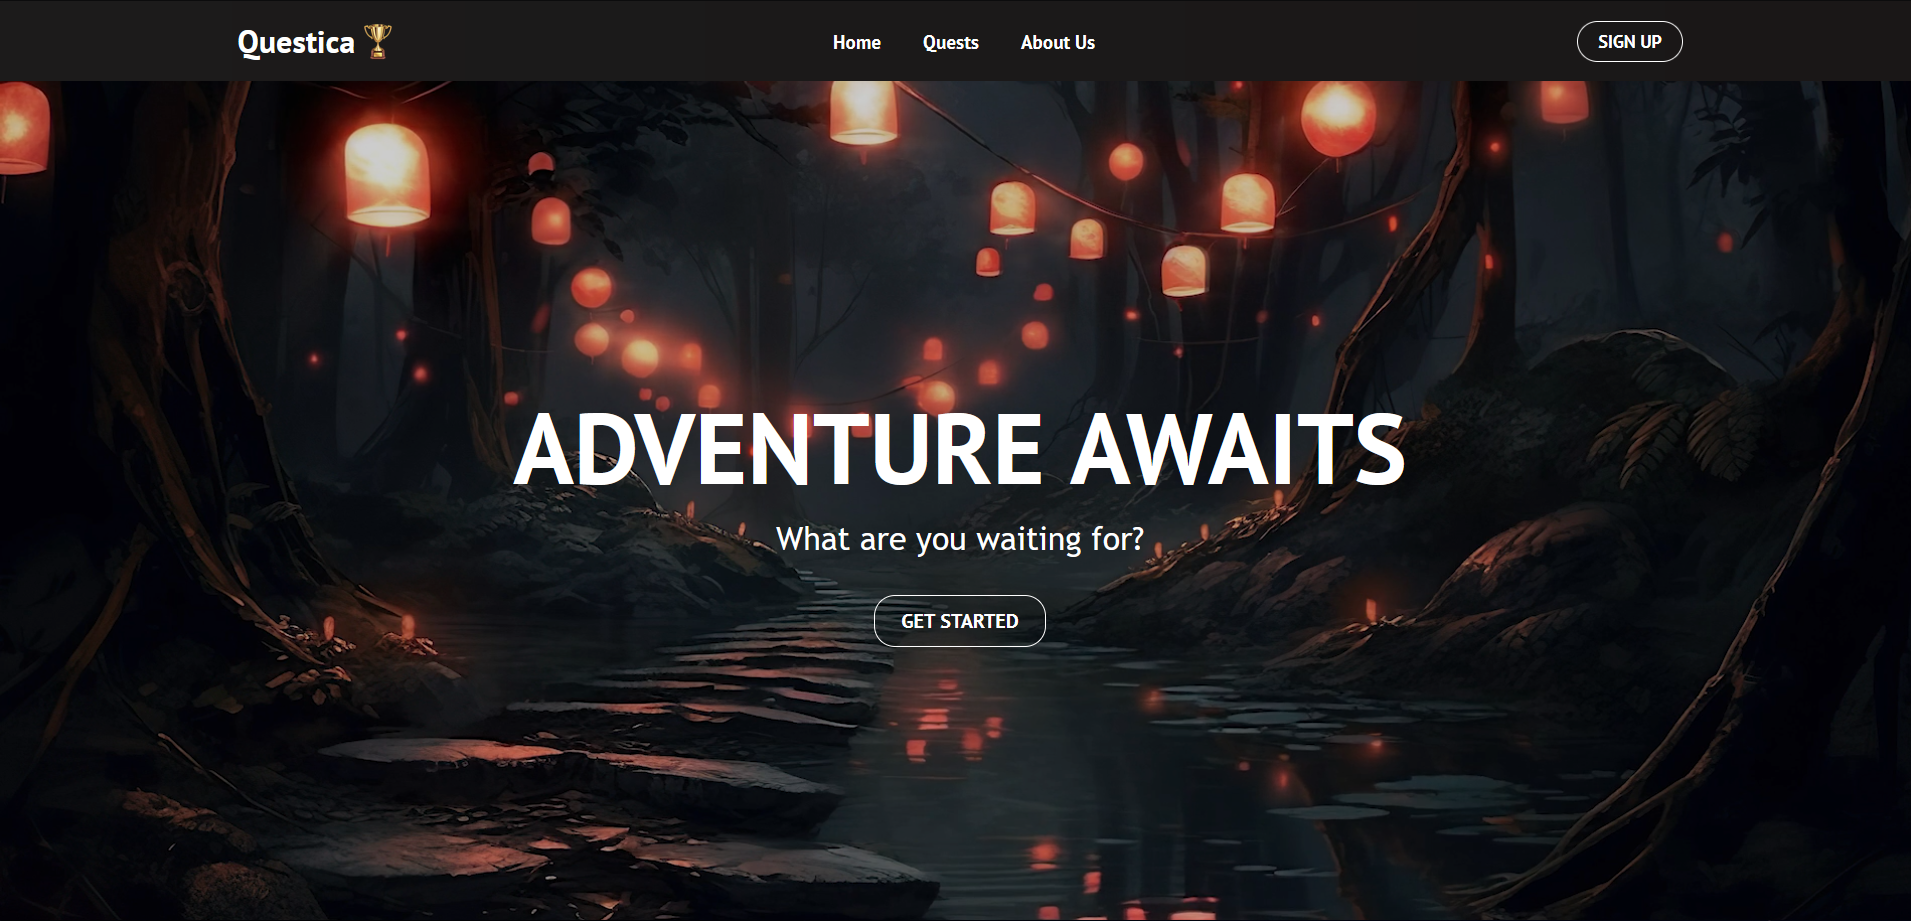 Questica 🏆
Home Quests About Us
SIGN UP
ADVENTURE AWAITS
What are you waiting for?
GET STARTED